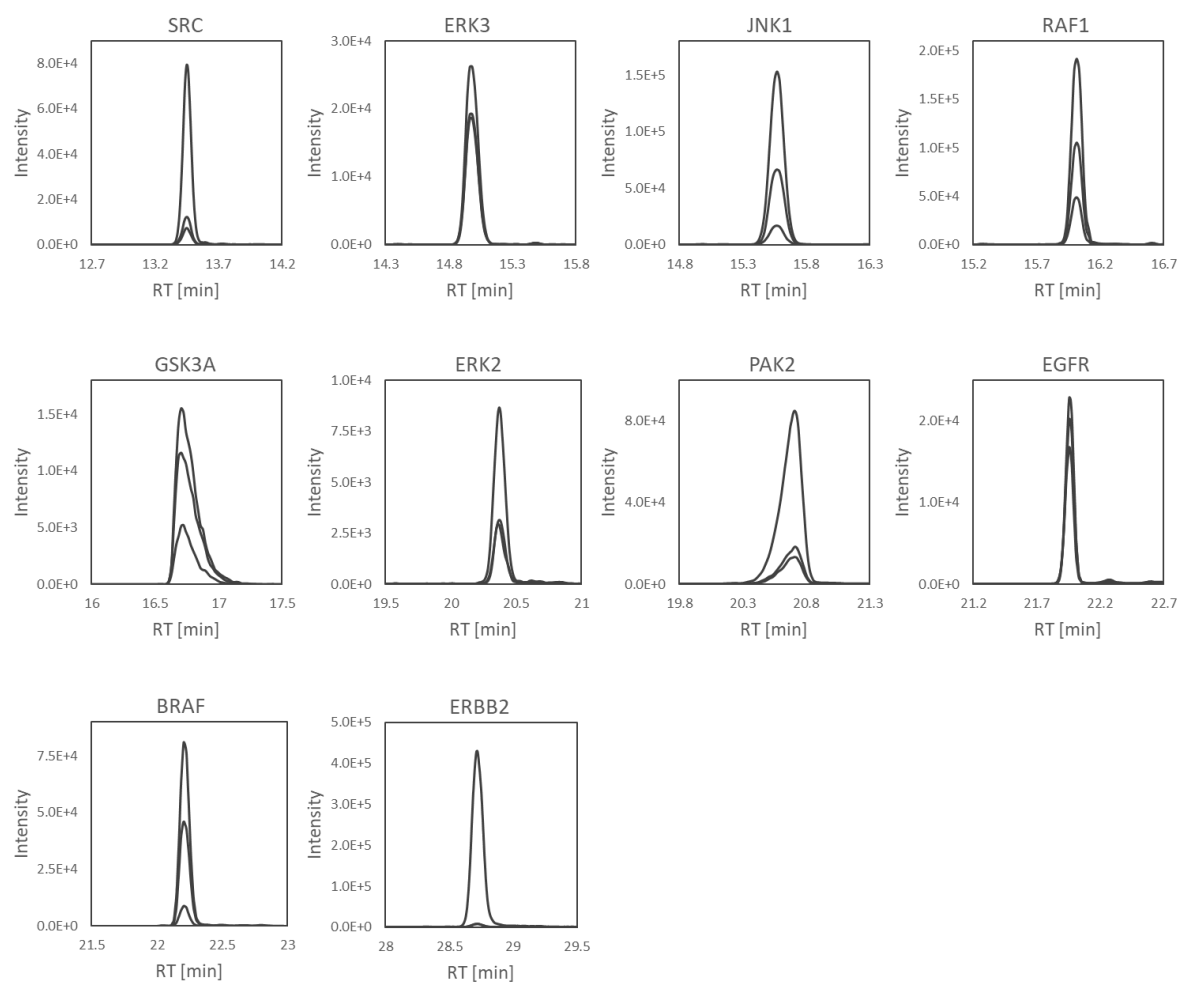 SRC
Intensity
8.0E+4
6.0E+4
4.0E+4
2.0E+4
0.0E+0
12.7 13.2 13.7 14.2
RT [min]
ERK3
Intensity
3.0E+4
2.0E+4
1.0E+4
0.0E+0
14.3 14.8 15.3 15.8
RT [min]
JNK1
Intensity
1.5E+5
1.0E+5
5.0E+4
0.0E+0
14.8 15.3 15.8 16.3
RT [min]
RAF1
Intensity
2.0E+5
1.5E+5
1.0E+5
5.0E+4
0.0E+0
15.2 15.7 16.2 16.7
RT [min]
GSK3A
Intensity
1.5E+4
1.0E+4
5.0E+3
0.0E+0
16 16.5 17 17.5
RT [min]
ERK2
Intensity
1.0E+4
7.5E+3
5.0E+3
2.5E+3
0.0E+0
19.5 20 20.5 21
RT [min]
PAK2
Intensity
8.0E+4
4.0E+4
0.0E+0
19.8 20.3 20.8 21.3
RT [min]
EGFR
Intensity
2.0E+4
1.0E+4
0.0E+0
21.2 21.7 22.2 22.7
RT [min]
BRAF
Intensity
7.5E+4
5.0E+4
2.5E+4
0.0E+0
21.5 22 22.5 23
RT [min]
ERBB2
Intensity
5.0E+5
4.0E+5
3.0E+5
2.0E+5
1.0E+5
0.0E+0
28 28.5 29 29.5
RT [min]